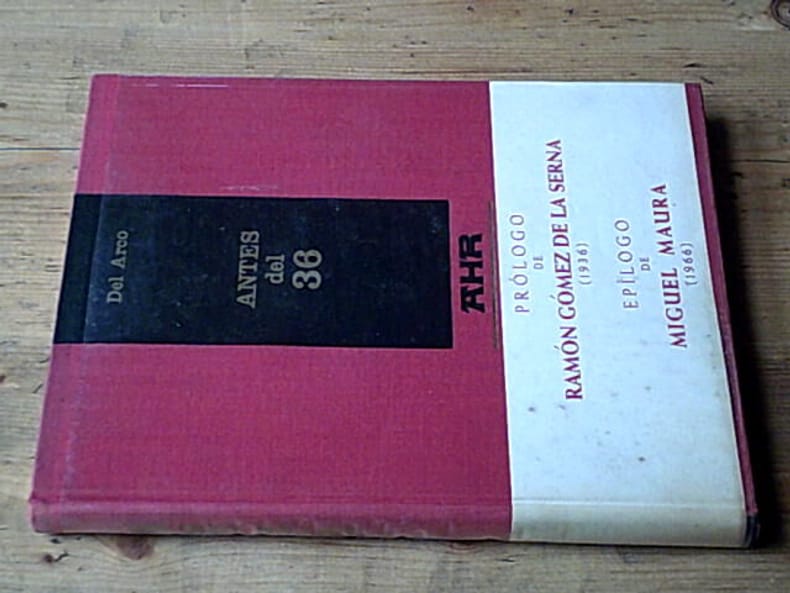 Del Arco
ANTES
del
36
AHR
PRÓLOGO
DE
RAMÓN GÓMEZ DE LA SERNA
(1936)
EPÍLOGO
DE
MIGUEL MAURA
(1966)